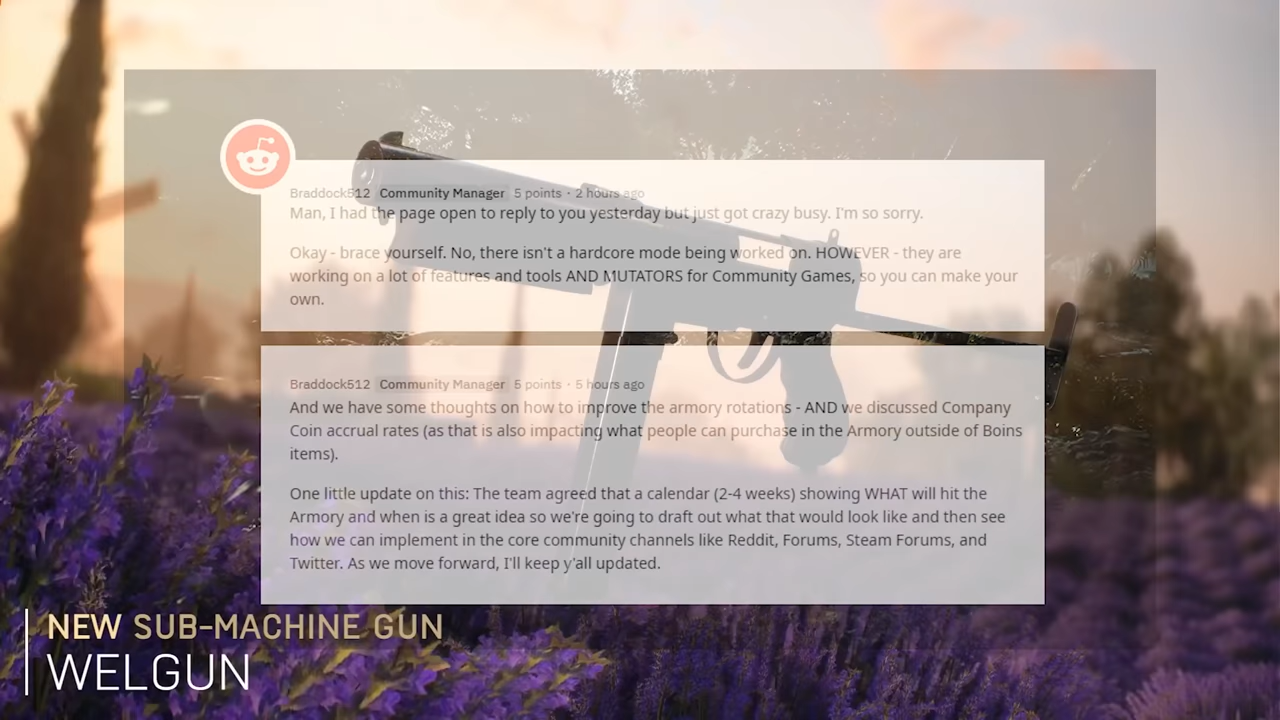 Braddock512 Community Manager 5 points · 2 hours ago
Man, I had the page open to reply to you yesterday but just got crazy busy. I'm so sorry.
Okay - brace yourself. No, there isn't a hardcore mode being worked on. HOWEVER - they are
working on a lot of features and tools AND MUTATORS for Community Games, so you can make your
own.
Braddock512 Community Manager 5 points · 5 hours ago
And we have some thoughts on how to improve the armory rotations - AND we discussed Company
Coin accrual rates (as that is also impacting what people can purchase in the Armory outside of Boins
items).
One little update on this: The team agreed that a calendar (2-4 weeks) showing WHAT will hit the
Armory and when is a great idea so we're going to draft out what that would look like and then see
how we can implement in the core community channels like Reddit, Forums, Steam Forums, and
Twitter. As we move forward, I'll keep y'all updated.
NEW SUB-MACHINE GUN
WELGUN